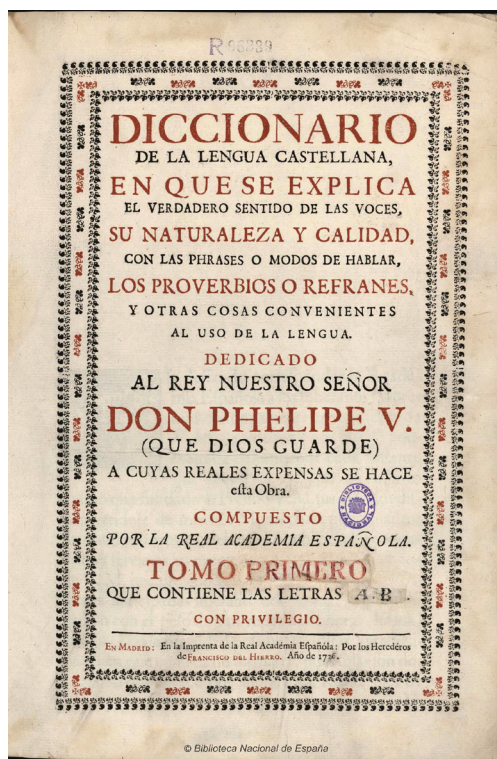 DICCIONARIO
DE LA LENGUA CASTELLANA,
EN QUE SE EXPLICA
EL VERDADERO SENTIDO DE LAS VOCES,
SU NATURALEZA Y CALIDAD,
CON LAS PHRASES O MODOS DE HABLAR,
LOS PROVERBIOS O REFRANES,
Y OTRAS COSAS CONVENIENTES
AL USO DE LA LENGUA.
DEDICADO
AL REY NUESTRO SEÑOR
DON PHELIPE V.
(QUE DIOS GUARDE)
A CUYAS REALES EXPENSAS SE HACE
eſta Obra.
COMPUESTO
POR LA REAL ACADEMIA ESPAÑOLA.
TOMO PRIMERO
QUE CONTIENE LAS LETRAS A. B.
CON PRIVILEGIO.
EN MADRID: En la Imprenta de la Real Académia Eſpañóla: Por los Heredéros
de FRANCISCO DEL HIERRO. Año de 1726.
© Biblioteca Nacional de España